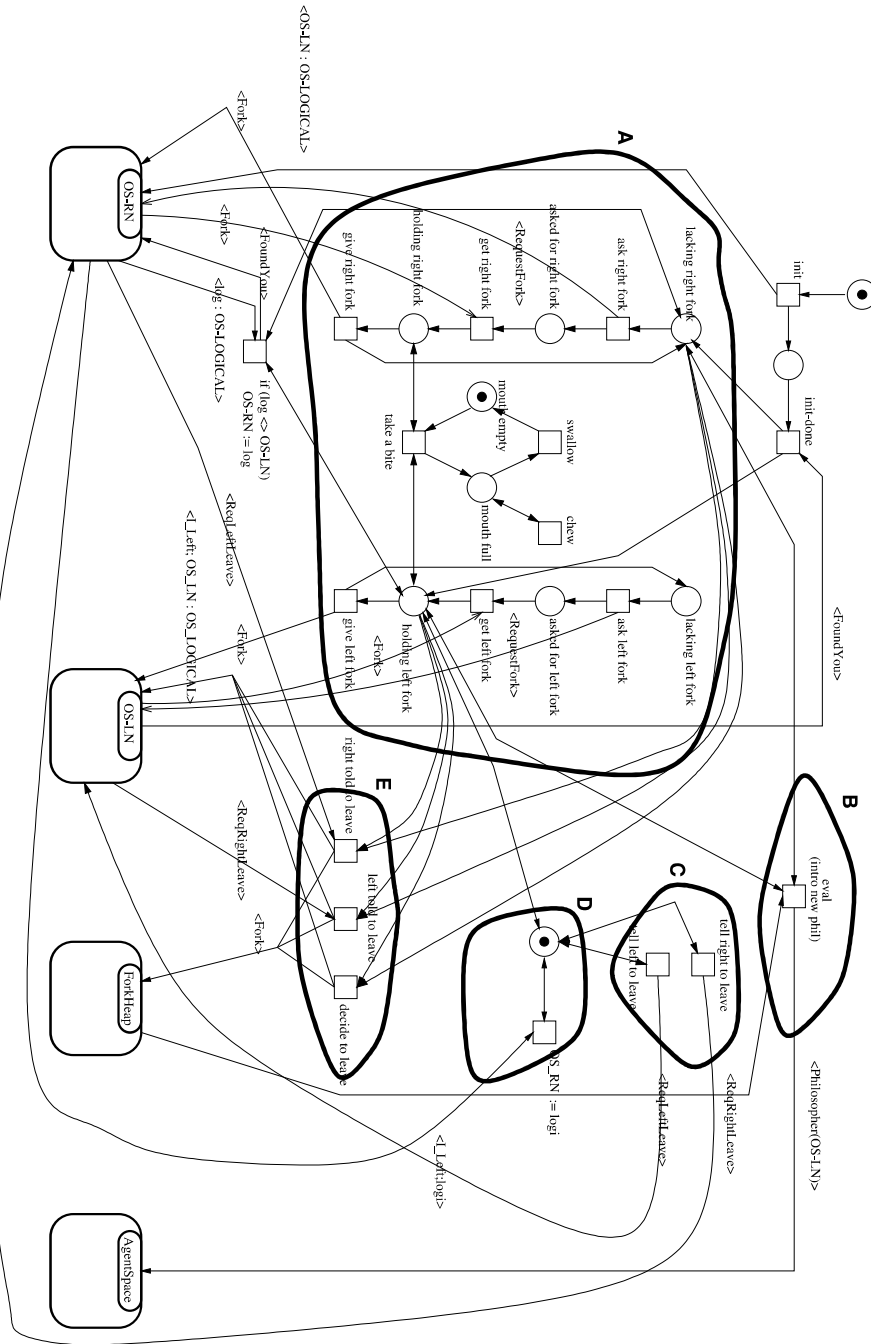 init
init-done
<FoundYou>
B
eval
(intro new phil)
<Philosopher(OS-LN)>
A
lacking right fork
ask right fork
asked for right fork
<RequestFork>
get right fork
holding right fork
give right fork
swallow
chew
mouth empty
mouth full
take a bite
lacking left fork
ask left fork
asked for left fork
<RequestFork>
get left fork
holding left fork
<Fork>
give left fork
C
tell right to leave
tell left to leave
<ReqRightLeave>
<ReqLeftLeave>
D
OS_RN := logi
<I_Left;logi>
E
right told to leave
left told to leave
decide to leave
<OS-LN : OS-LOGICAL>
<Fork>
<Fork>
<FoundYou>
<log : OS-LOGICAL>
if (log <> OS-LN)
OS-RN := log
<ReqLeftLeave>
<I_Left; OS_LN : OS_LOGICAL>
<Fork>
<ReqRightLeave>
<Fork>
OS-RN
OS-LN
ForkHeap
AgentSpace